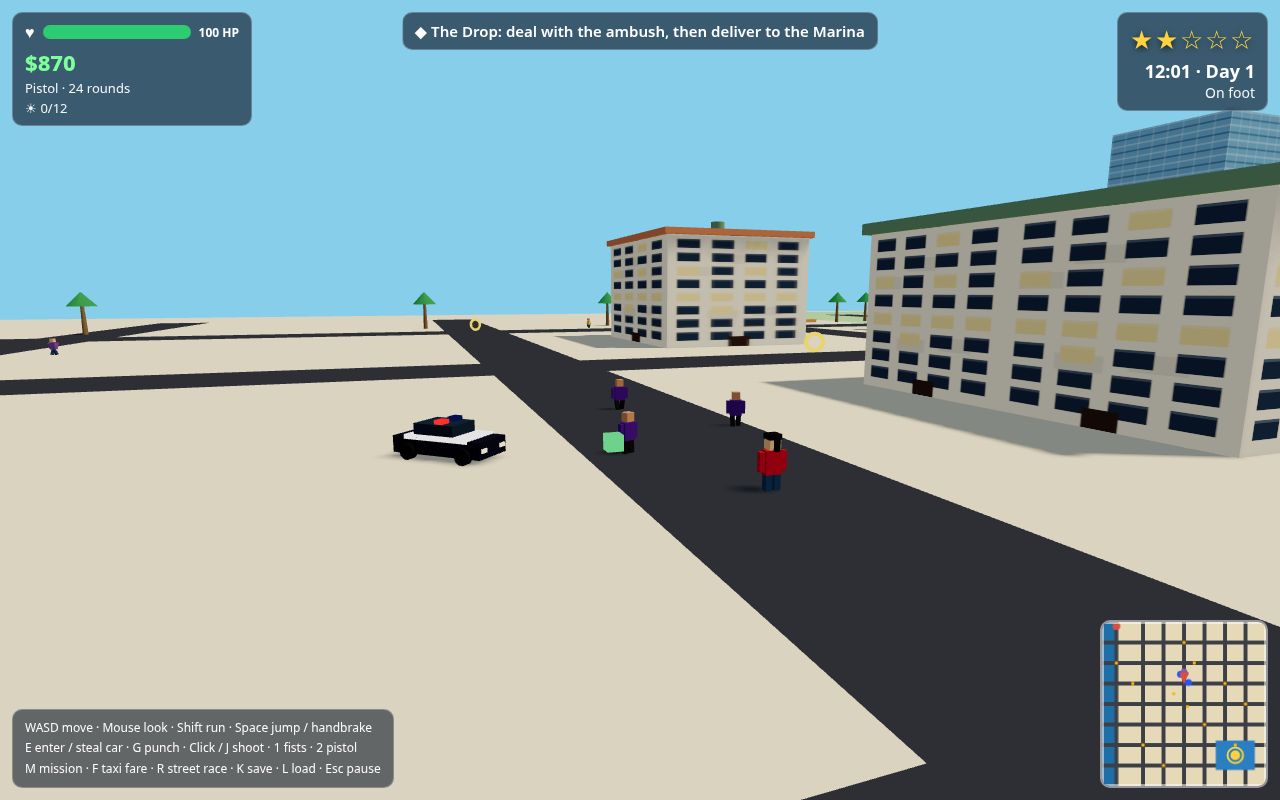 ♥ 100 HP
$870
Pistol · 24 rounds
☀ 0/12
◆ The Drop: deal with the ambush, then deliver to the Marina
★★☆☆☆
12:01 · Day 1
On foot
WASD move · Mouse look · Shift run · Space jump / handbrake
E enter / steal car · G punch · Click / J shoot · 1 fists · 2 pistol
M mission · F taxi fare · R street race · K save · L load · Esc pause